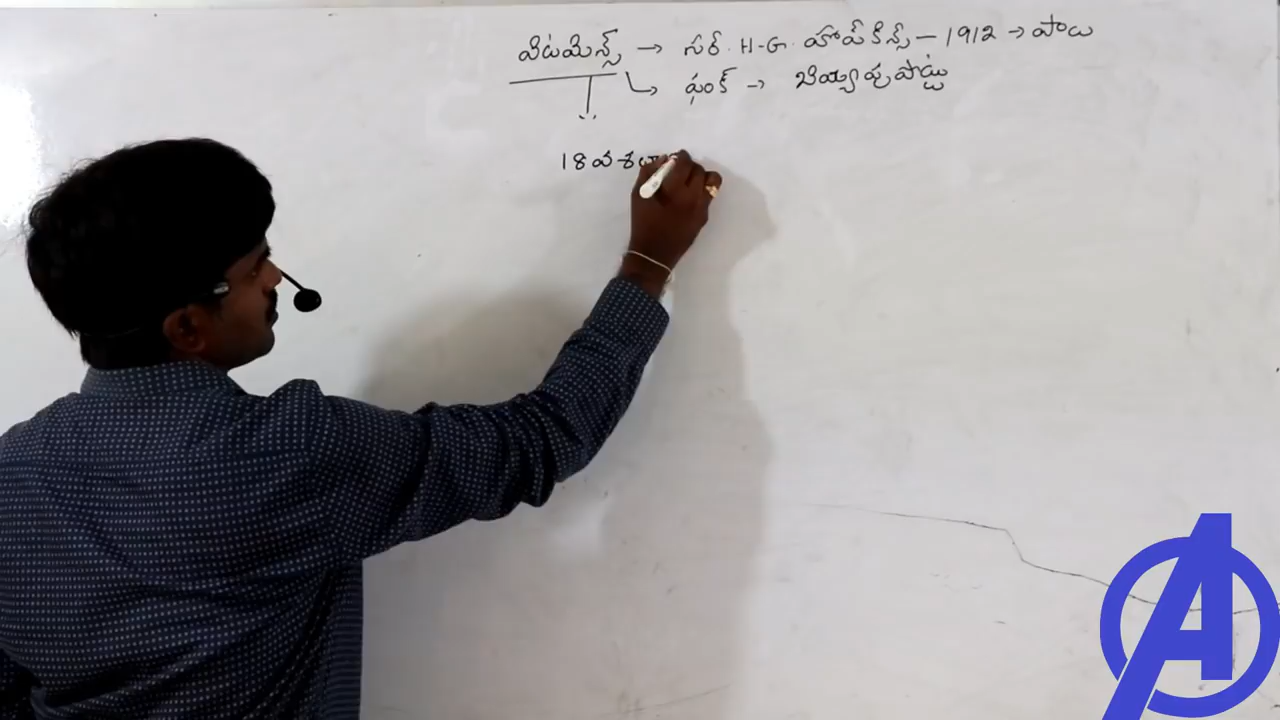 విటమిన్స్ → సర్. H.G. హాప్‌కిన్స్ – 1912 → పాలు
ఫంక్ → బియ్యపుపొట్టు
18వ శతా